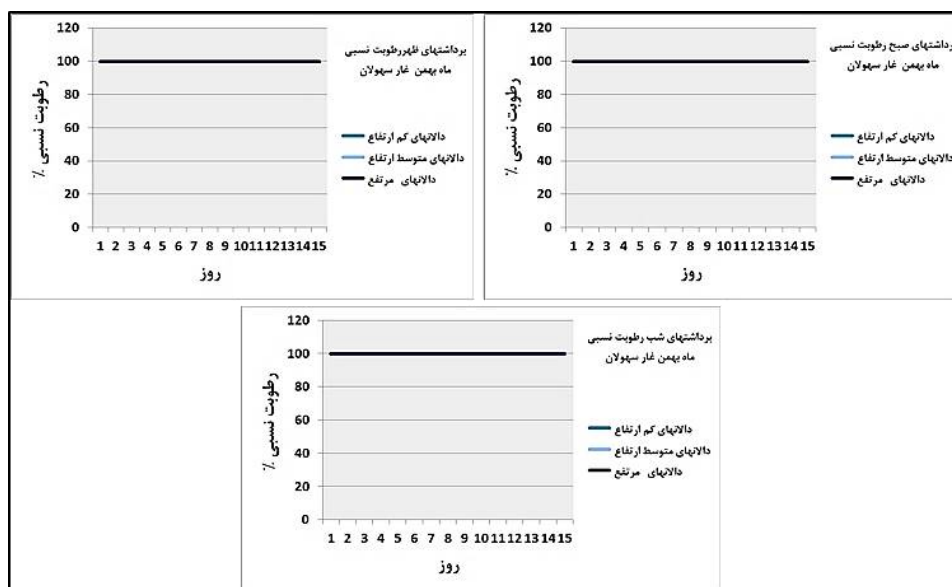 برداشتهای صبح رطوبت نسبی
ماه بهمن غار سهولان
120
100
80
60
40
20
0
رطوبت نسبی %
1 2 3 4 5 6 7 8 9 10 11 12 13 14 15
روز
دالانهای کم ارتفاع
دالانهای متوسط ارتفاع
دالانهای مرتفع
برداشتهای ظهررطوبت نسبی
ماه بهمن غار سهولان
120
100
80
60
40
20
0
رطوبت نسبی %
1 2 3 4 5 6 7 8 9 10 11 12 13 14 15
روز
دالانهای کم ارتفاع
دالانهای متوسط ارتفاع
دالانهای مرتفع
برداشتهای شب رطوبت نسبی
ماه بهمن غار سهولان
120
100
80
60
40
20
0
رطوبت نسبی %
1 2 3 4 5 6 7 8 9 10 11 12 13 14 15
روز
دالانهای کم ارتفاع
دالانهای متوسط ارتفاع
دالانهای مرتفع